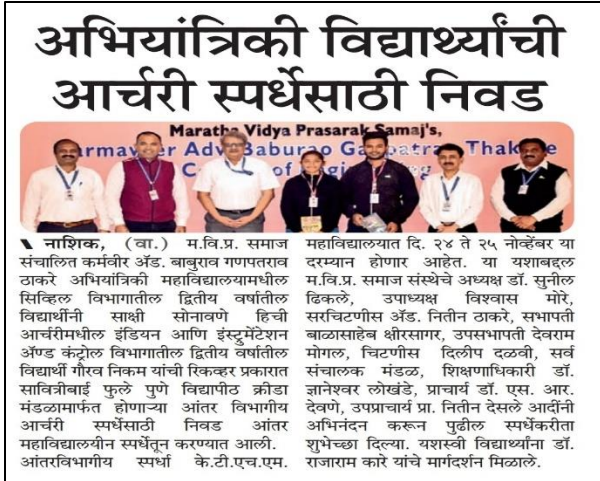 अभियांत्रिकी विद्यार्थ्यांची
आर्चरी स्पर्धेसाठी निवड
Maratha Vidya Prasarak Samaj's,
armaveer Adv. Baburao Ganpatrao Thakare
College of Engineering
नाशिक, (वा.) म.वि.प्र. समाज
संचालित कर्मवीर ॲड. बाबुराव गणपतराव
ठाकरे अभियांत्रिकी महाविद्यालयामधील
सिव्हिल विभागातील द्वितीय वर्षातील
विद्यार्थीनी साक्षी सोनावणे हिची
आर्चरीमधील इंडियन आणि इंस्ट्रुमेंटेशन
ॲण्ड कंट्रोल विभागातील द्वितीय वर्षातील
विद्यार्थी गौरव निकम यांची रिकव्हर प्रकारात
सावित्रीबाई फुले पुणे विद्यापीठ क्रीडा
मंडळामार्फत होणाऱ्या आंतर विभागीय
आर्चरी स्पर्धेसाठी निवड आंतर
महाविद्यालयीन स्पर्धेतून करण्यात आली.
आंतरविभागीय स्पर्धा के.टी.एच.एम.
महाविद्यालयात दि. २४ ते २५ नोव्हेंबर या
दरम्यान होणार आहेत. या यशाबद्दल
म.वि.प्र. समाज संस्थेचे अध्यक्ष डॉ. सुनील
ढिकले, उपाध्यक्ष विश्वास मोरे,
सरचिटणीस ॲड. नितीन ठाकरे, सभापती
बाळासाहेब क्षीरसागर, उपसभापती देवराम
मोगल, चिटणीस दिलीप दळवी, सर्व
संचालक मंडळ, शिक्षणाधिकारी डॉ.
ज्ञानेश्वर लोखंडे, प्राचार्य डॉ. एस. आर.
देवणे, उपप्राचार्य प्रा. नितीन देसले आदींनी
अभिनंदन करून पुढील स्पर्धेकरीता
शुभेच्छा दिल्या. यशस्वी विद्यार्थ्यांना डॉ.
राजाराम कारे यांचे मार्गदर्शन मिळाले.